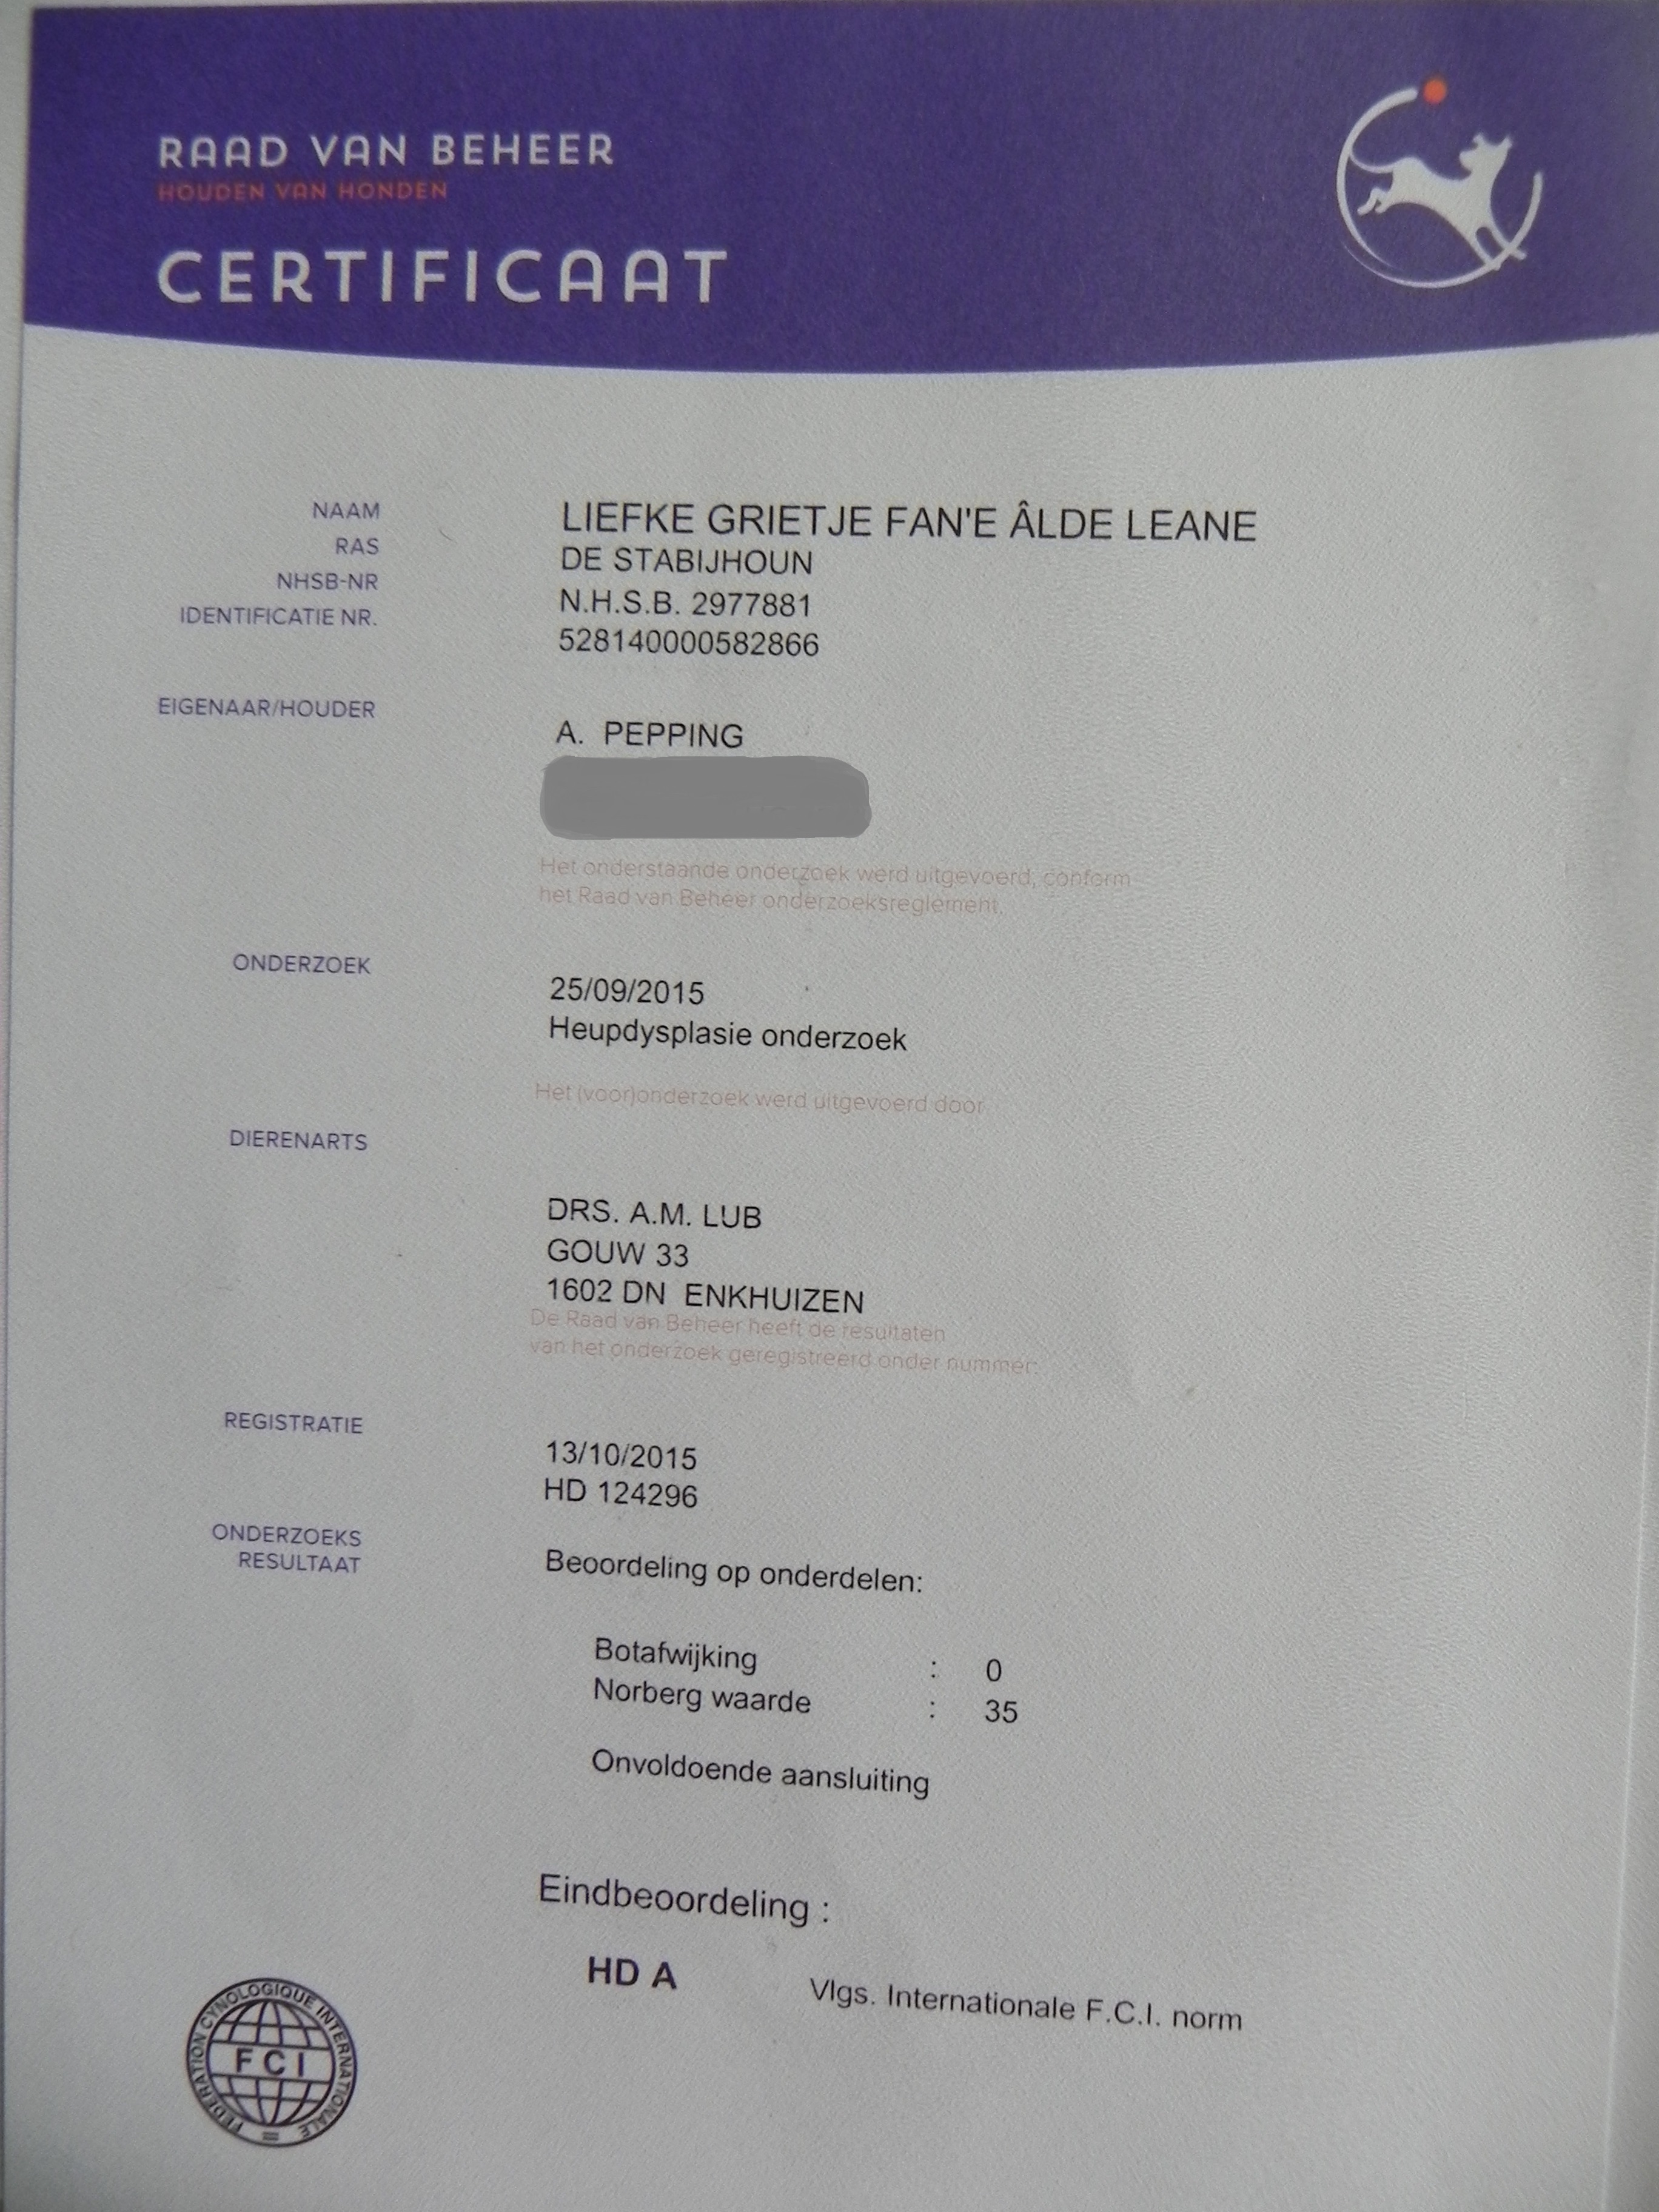 RAAD VAN BEHEER
HOUDEN VAN HONDEN
CERTIFICAAT
NAAM LIEFKE GRIETJE FAN'E ÂLDE LEANE
RAS DE STABIJHOUN
NHSB-NR N.H.S.B. 2977881
IDENTIFICATIE NR. 528140000582866
EIGENAAR/HOUDER
A. PEPPING
Het onderstaande onderzoek werd uitgevoerd, conform
het Raad van Beheer onderzoeksreglement.
ONDERZOEK
25/09/2015
Heupdysplasie onderzoek
Het (voor)onderzoek werd uitgevoerd door
DIERENARTS
DRS. A.M. LUB
GOUW 33
1602 DN ENKHUIZEN
De Raad van Beheer heeft de resultaten
van het onderzoek geregistreerd onder nummer:
REGISTRATIE
13/10/2015
HD 124296
ONDERZOEKS
RESULTAAT
Beoordeling op onderdelen:
Botafwijking : 0
Norberg waarde : 35
Onvoldoende aansluiting
Eindbeoordeling :
HD A Vlgs. Internationale F.C.I. norm
FEDERATION CYNOLOGIQUE INTERNATIONALE
FCI